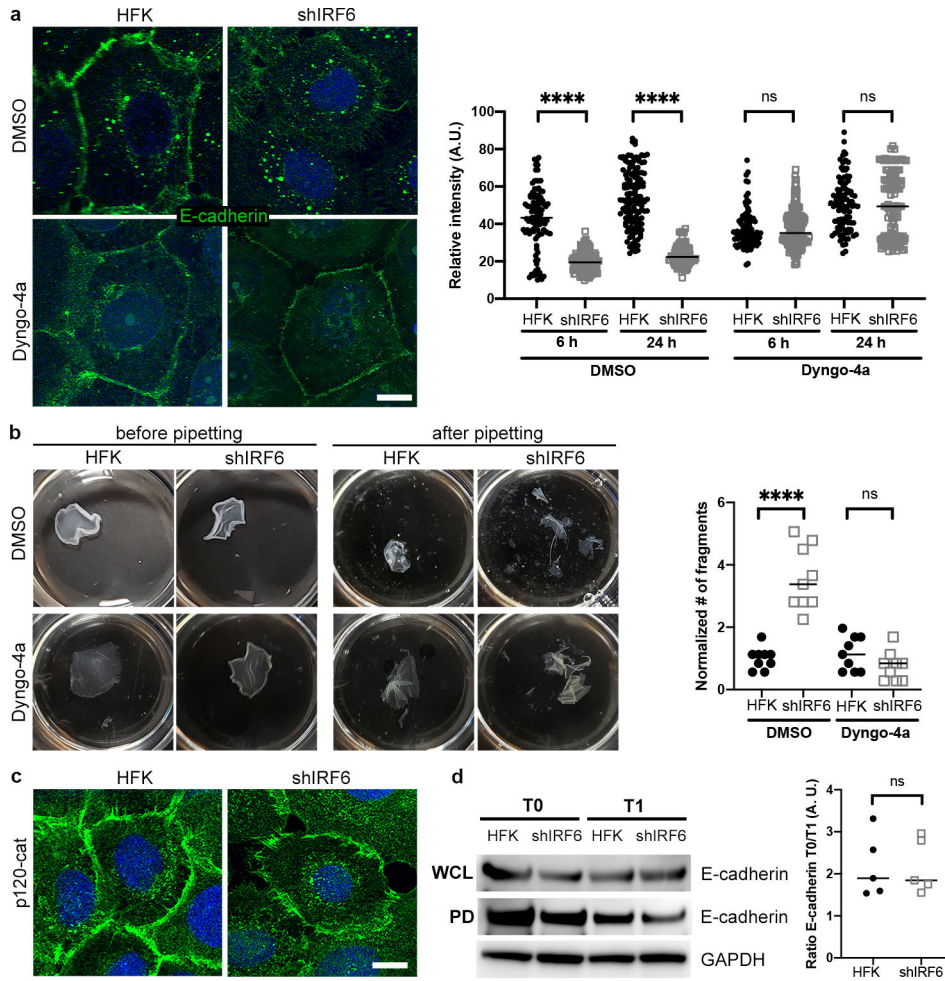 a
HFK shIRF6
DMSO
E-cadherin
Dyngo-4a
Relative intensity (A.U.)
100
80
60
40
20
0
**** **** ns ns
HFK shIRF6 HFK shIRF6 HFK shIRF6 HFK shIRF6
6 h 24 h 6 h 24 h
DMSO Dyngo-4a
b
before pipetting after pipetting
HFK shIRF6 HFK shIRF6
DMSO
Dyngo-4a
Normalized # of fragments
6
4
2
0
**** ns
HFK shIRF6 HFK shIRF6
DMSO Dyngo-4a
c
HFK shIRF6
p120-cat
d
T0 T1
HFK shIRF6 HFK shIRF6
WCL E-cadherin
PD E-cadherin
GAPDH
Ratio E-cadherin T0/T1 (A. U.)
4
3
2
1
0
ns
HFK shIRF6